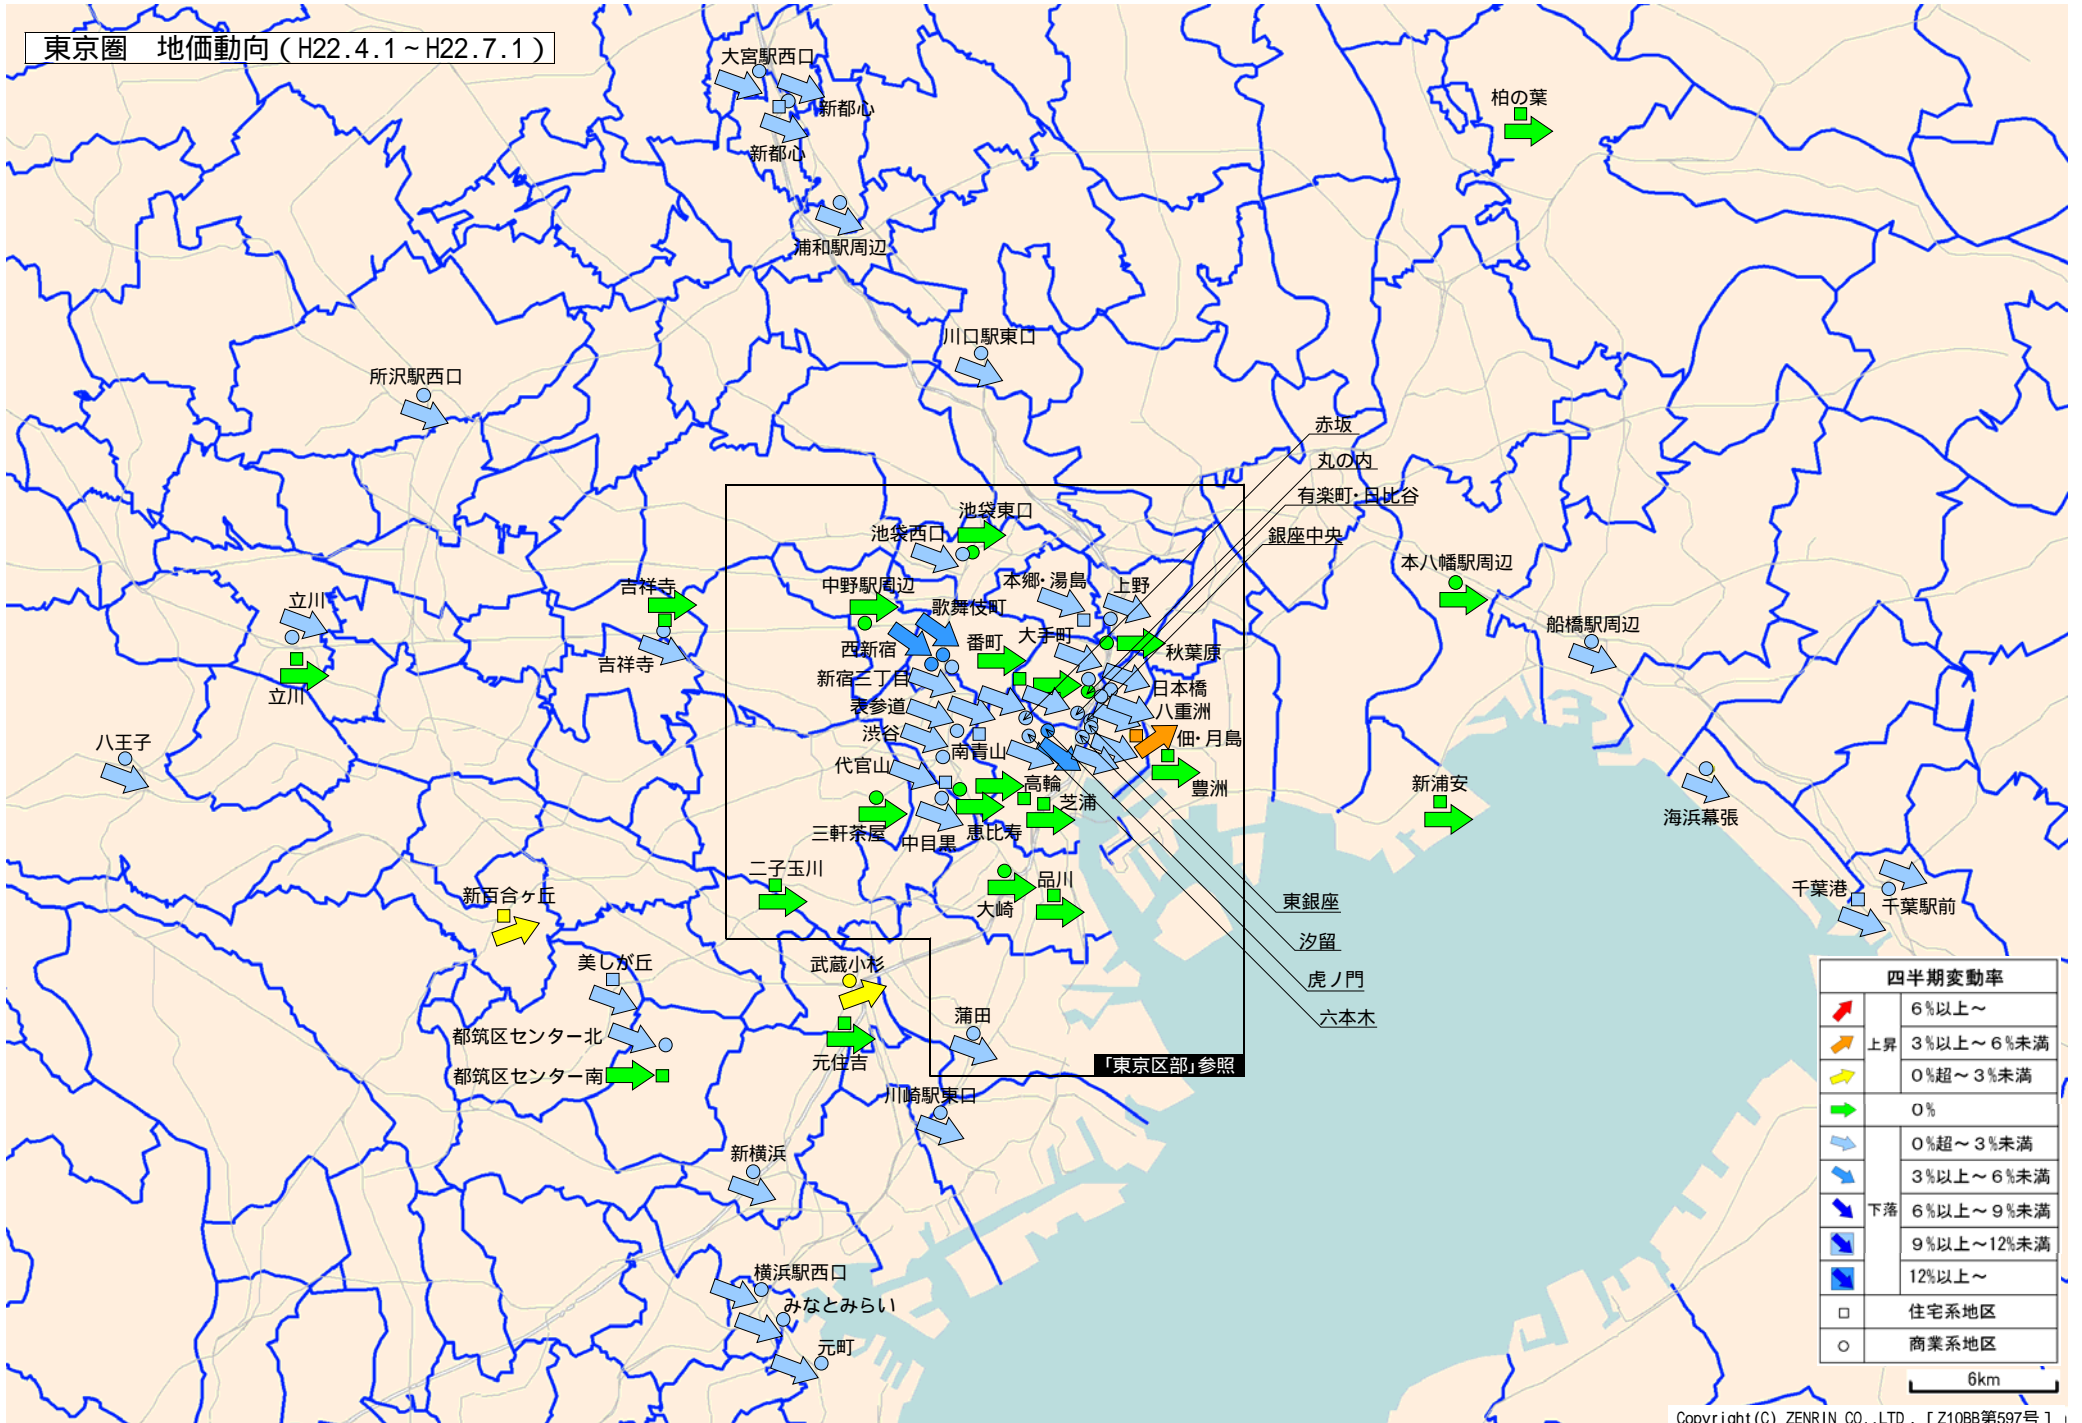 東京圏　地価動向（H22.4.1～H22.7.1）
大宮駅西口
新都心
新都心
柏の葉
浦和駅周辺
川口駅東口
所沢駅西口
赤坂
丸の内
有楽町・日比谷
銀座中央
池袋東口
池袋西口
本八幡駅周辺
吉祥寺
中野駅周辺
本郷・湯島
上野
立川
歌舞伎町
船橋駅周辺
大手町
番町
西新宿
秋葉原
吉祥寺
新宿三丁目
立川
日本橋
表参道
八重洲
渋谷
佃・月島
八王子
南青山
代官山
高輪
豊洲
新浦安
芝浦
海浜幕張
三軒茶屋
恵比寿
中目黒
二子玉川
品川
千葉港
新百合ヶ丘
大崎
東銀座
千葉駅前
汐留
美しが丘
武蔵小杉
虎ノ門
蒲田
六本木
都筑区センター北
元住吉
「東京区部」参照
都筑区センター南
川崎駅東口
新横浜
横浜駅西口
みなとみらい
元町
四半期変動率
上昇
6%以上～
3%以上～6%未満
0%超～3%未満
0%
下落
0%超～3%未満
3%以上～6%未満
6%以上～9%未満
9%以上～12%未満
12%以上～
住宅系地区
商業系地区
6km
Copyright(C) ZENRIN CO.,LTD. [Z10BB第597号]